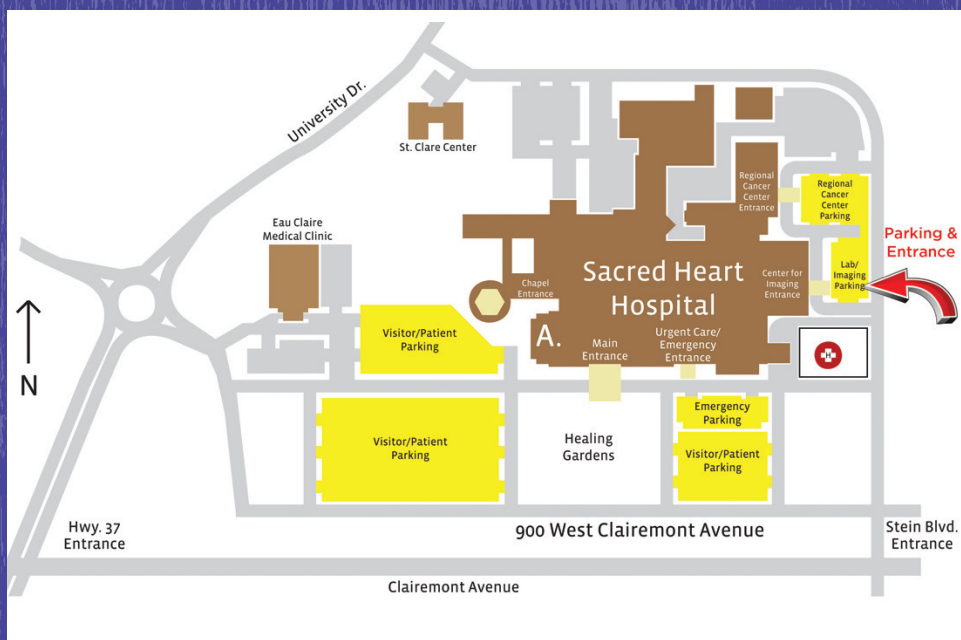 University Dr.
St. Clare Center
Regional
Cancer
Center
Entrance
Regional
Cancer
Center
Parking
Parking &
Entrance
Eau Claire
Medical Clinic
Chapel
Entrance
Sacred Heart
Hospital
Center for
Imaging
Entrance
Lab/
Imaging
Parking
A.
Main
Entrance
Urgent Care/
Emergency
Entrance
H
Visitor/Patient
Parking
N
Visitor/Patient
Parking
Healing
Gardens
Emergency
Parking
Visitor/Patient
Parking
Hwy. 37
Entrance
900 West Clairemont Avenue
Stein Blvd.
Entrance
Clairemont Avenue